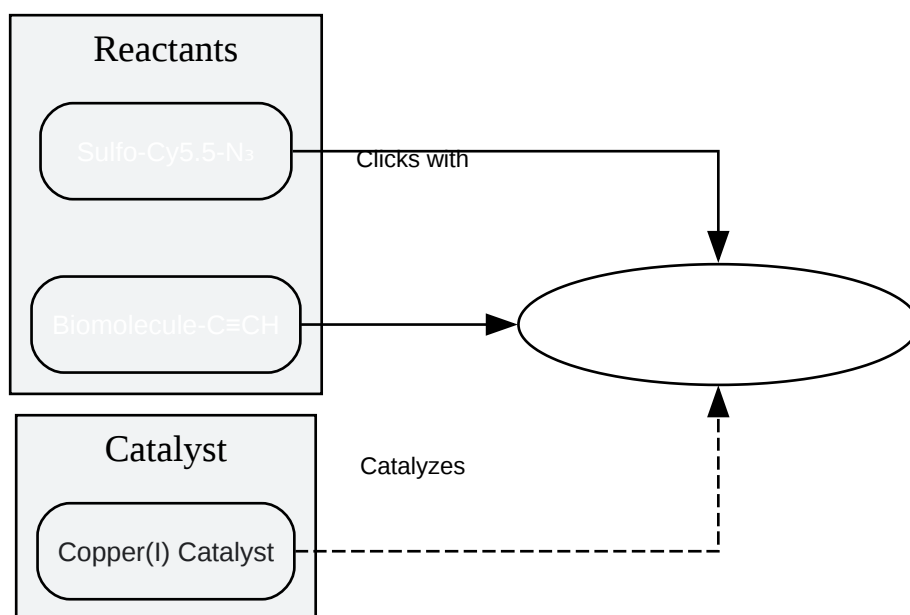 Reactants
Sulfo-Cy5.5-N₃
Clicks with
Biomolecule-C≡CH
Catalyst
Catalyzes
Copper(I) Catalyst